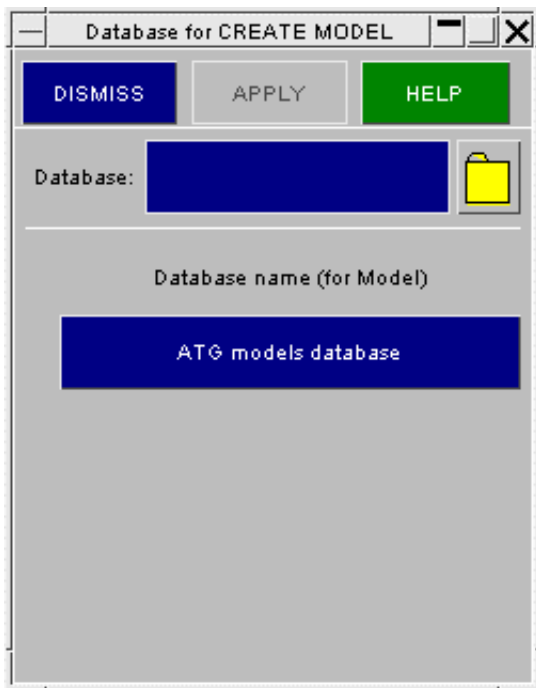 Database for CREATE MODEL
DISMISS APPLY HELP
Database:
Database name (for Model)
ATG models database